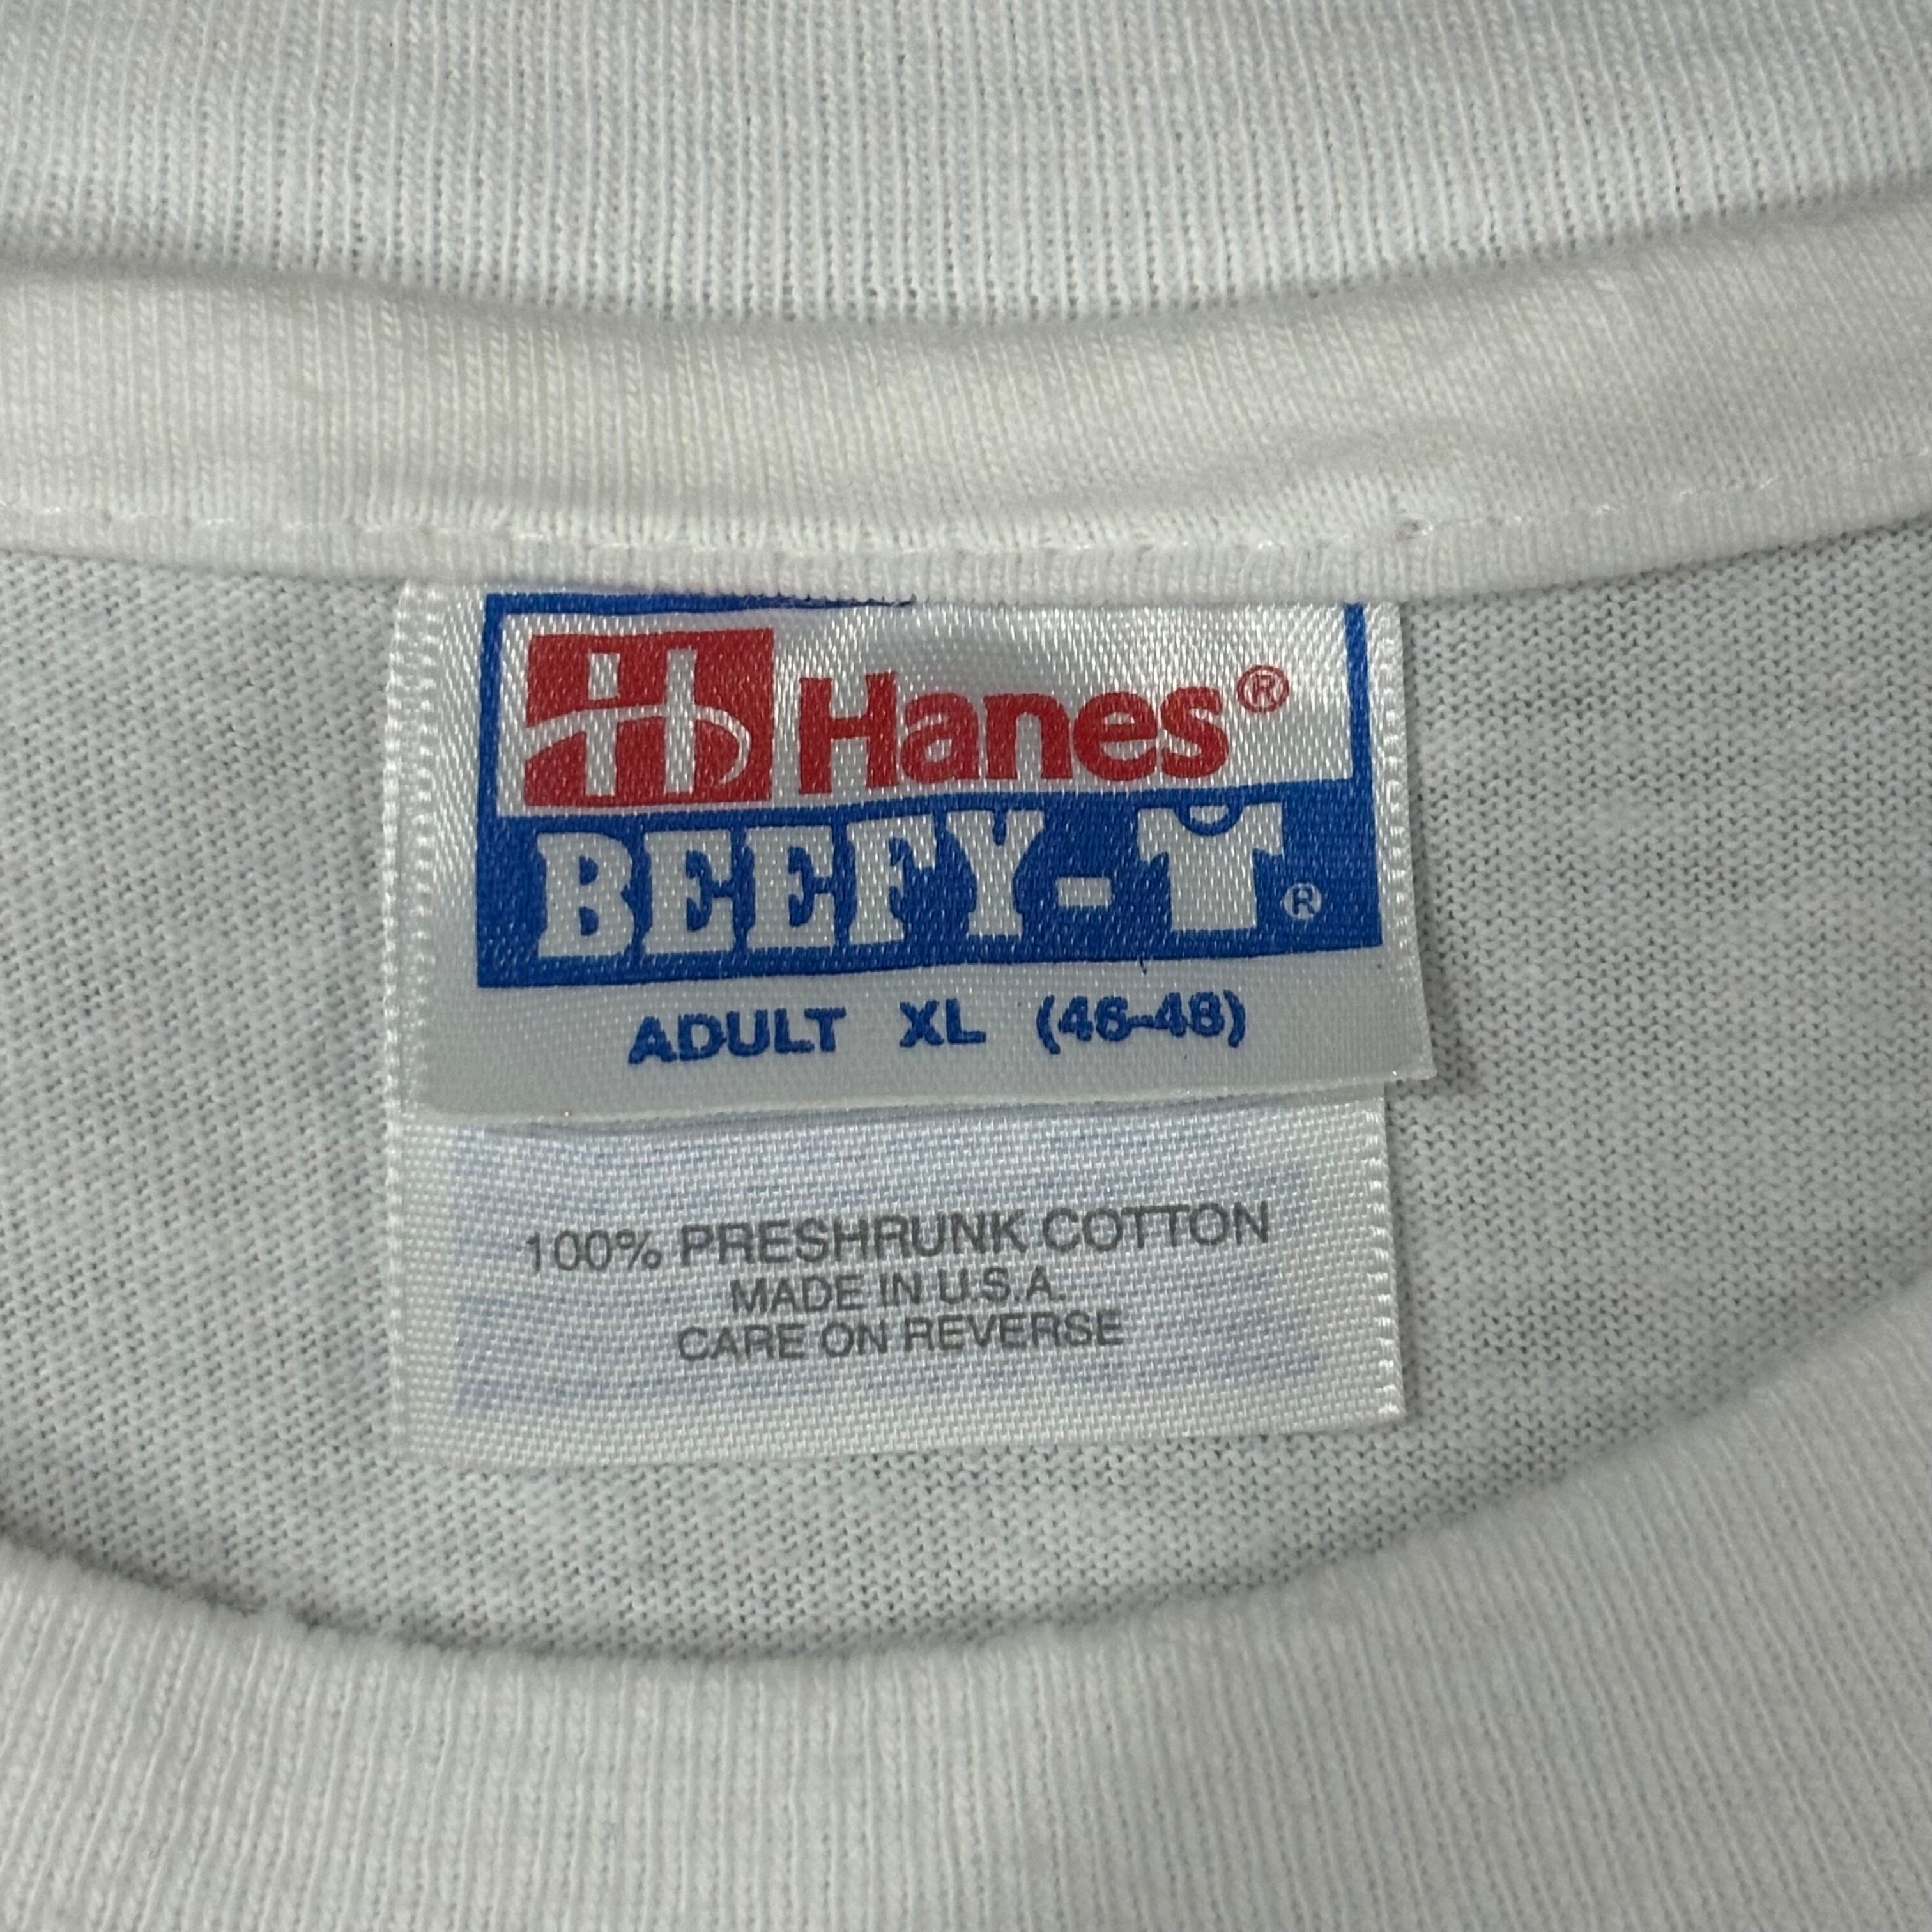 Hanes®
BEEFY-T®
ADULT XL (46-48)
100% PRESHRUNK COTTON
MADE IN U.S.A.
CARE ON REVERSE